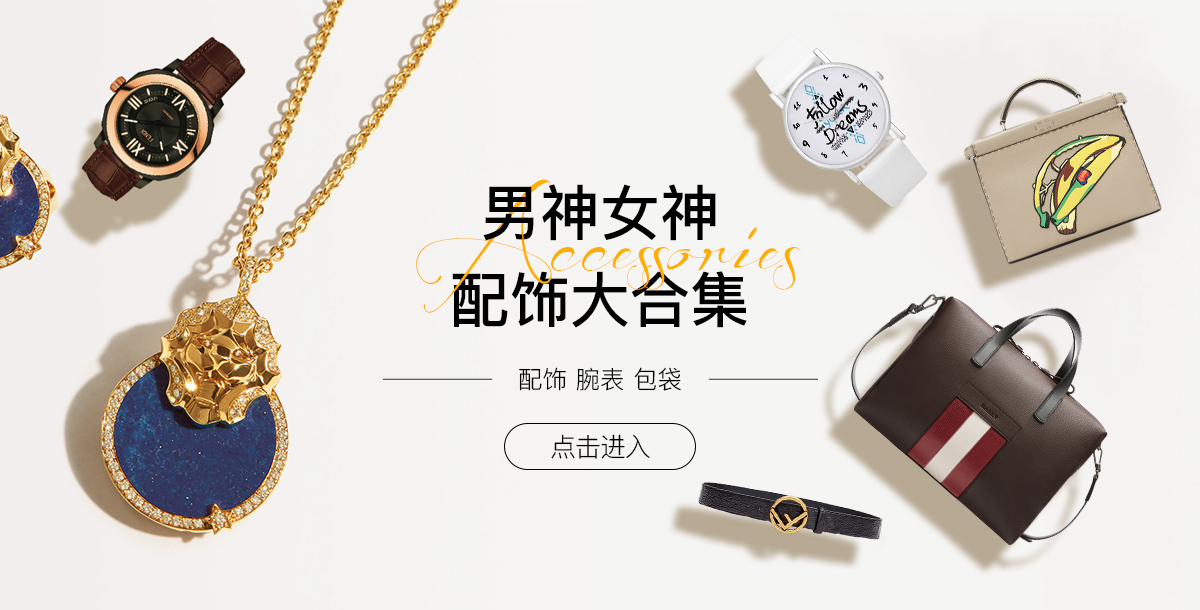 男神女神
Accessories
配饰大合集
配饰 腕表 包袋
点击进入
Follow
Dreams
BALLY